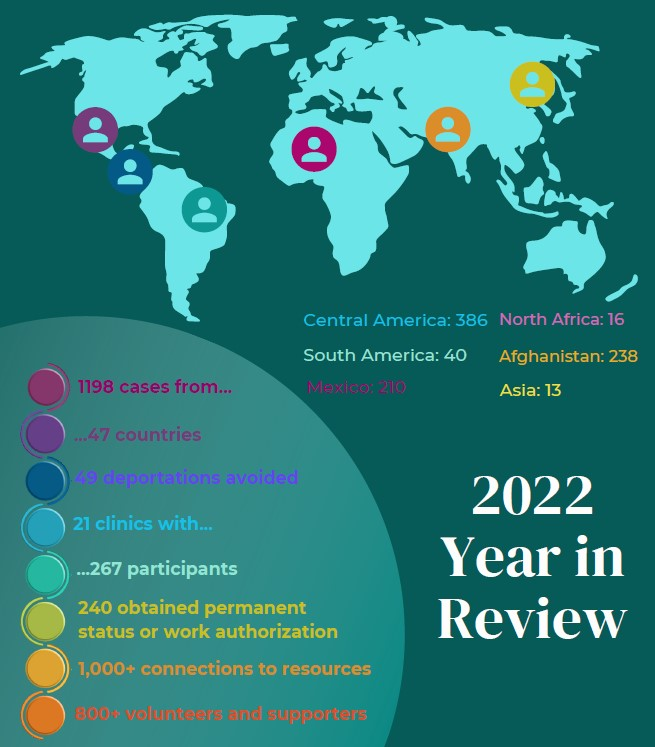 Central America: 386
North Africa: 16
South America: 40
Afghanistan: 238
Mexico: 210
Asia: 13
1198 cases from...
...47 countries
49 deportations avoided
21 clinics with...
...267 participants
240 obtained permanent
status or work authorization
1,000+ connections to resources
800+ volunteers and supporters
2022
Year in
Review